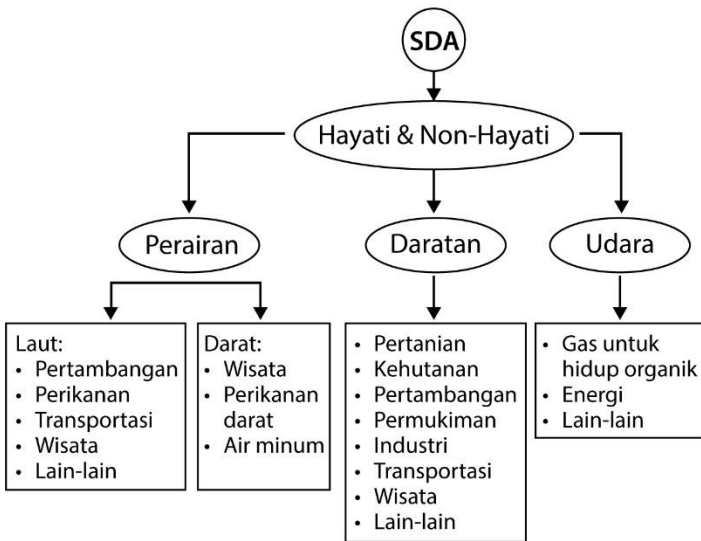 SDA
Hayati & Non-Hayati
Perairan
Daratan
Udara
Laut:
• Pertambangan
• Perikanan
• Transportasi
• Wisata
• Lain-lain
Darat:
• Wisata
• Perikanan
darat
• Air minum
• Pertanian
• Kehutanan
• Pertambangan
• Permukiman
• Industri
• Transportasi
• Wisata
• Lain-lain
• Gas untuk
hidup organik
• Energi
• Lain-lain